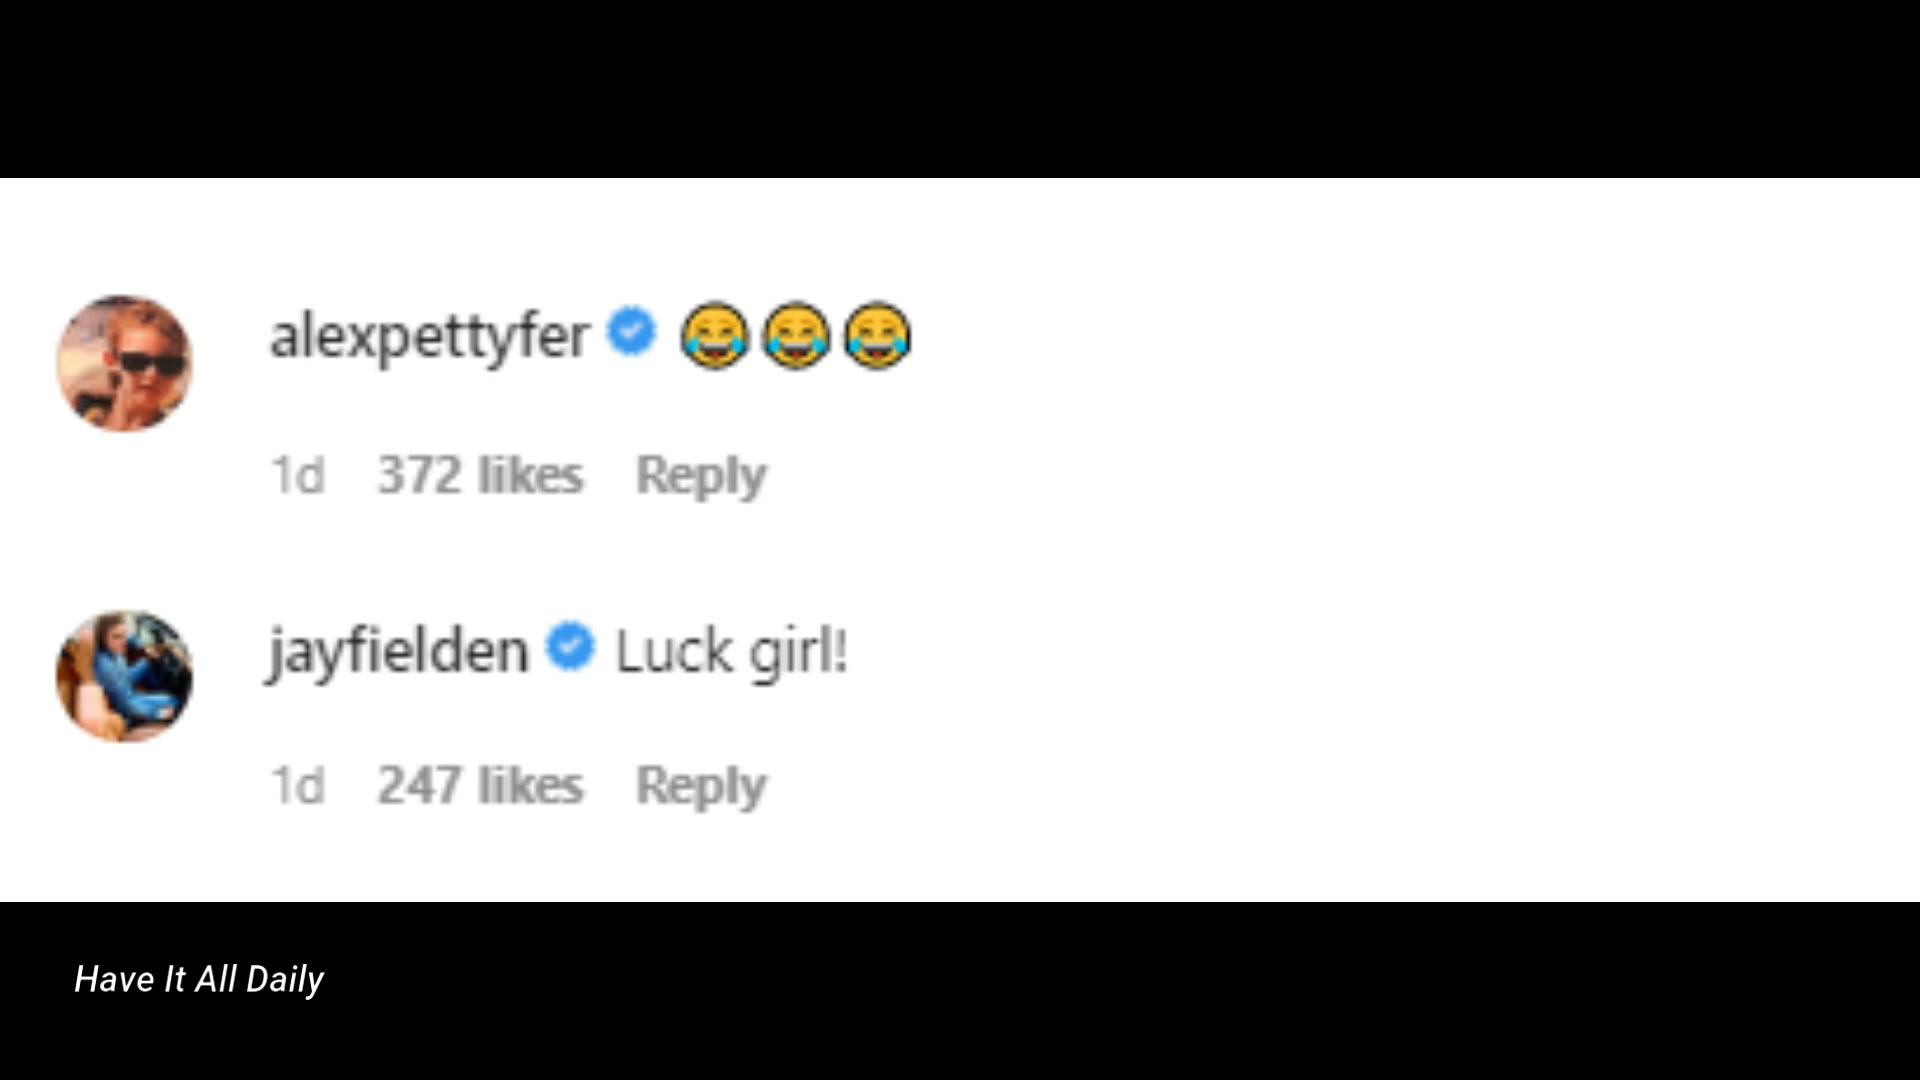 alexpettyfer 😂😂😂
1d 372 likes Reply
jayfielden Luck girl!
1d 247 likes Reply
Have It All Daily